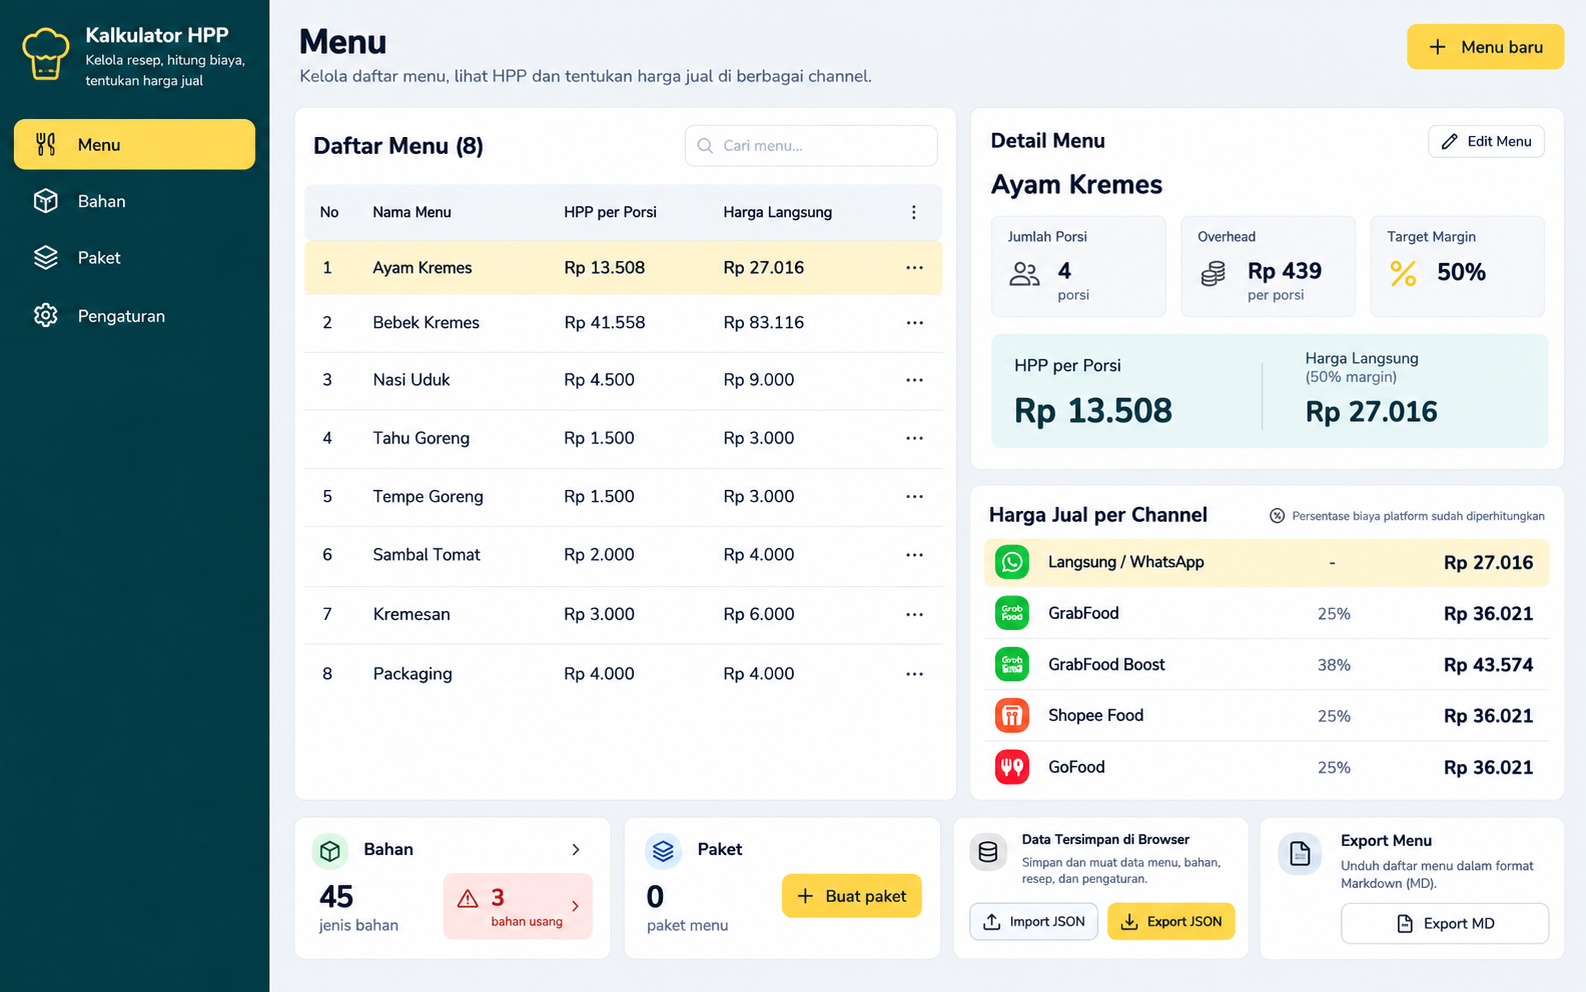 Kalkulator HPP
Kelola resep, hitung biaya,
tentukan harga jual
Menu
Bahan
Paket
Pengaturan
Menu
Kelola daftar menu, lihat HPP dan tentukan harga jual di berbagai channel.
+ Menu baru
Daftar Menu (8)
Cari menu...
No Nama Menu HPP per Porsi Harga Langsung
1 Ayam Kremes Rp 13.508 Rp 27.016
2 Bebek Kremes Rp 41.558 Rp 83.116
3 Nasi Uduk Rp 4.500 Rp 9.000
4 Tahu Goreng Rp 1.500 Rp 3.000
5 Tempe Goreng Rp 1.500 Rp 3.000
6 Sambal Tomat Rp 2.000 Rp 4.000
7 Kremesan Rp 3.000 Rp 6.000
8 Packaging Rp 4.000 Rp 4.000
Detail Menu
Edit Menu
Ayam Kremes
Jumlah Porsi
4
porsi
Overhead
Rp 439
per porsi
Target Margin
% 50%
HPP per Porsi
Rp 13.508
Harga Langsung
(50% margin)
Rp 27.016
Harga Jual per Channel
Persentase biaya platform sudah diperhitungkan
Langsung / WhatsApp - Rp 27.016
Grab
Food
GrabFood 25% Rp 36.021
GrabFood Boost 38% Rp 43.574
Shopee Food 25% Rp 36.021
GoFood 25% Rp 36.021
Bahan
45
jenis bahan
3
bahan usang
Paket
0
paket menu
+ Buat paket
Data Tersimpan di Browser
Simpan dan muat data menu, bahan,
resep, dan pengaturan.
Import JSON
Export JSON
Export Menu
Unduh daftar menu dalam format
Markdown (MD).
Export MD